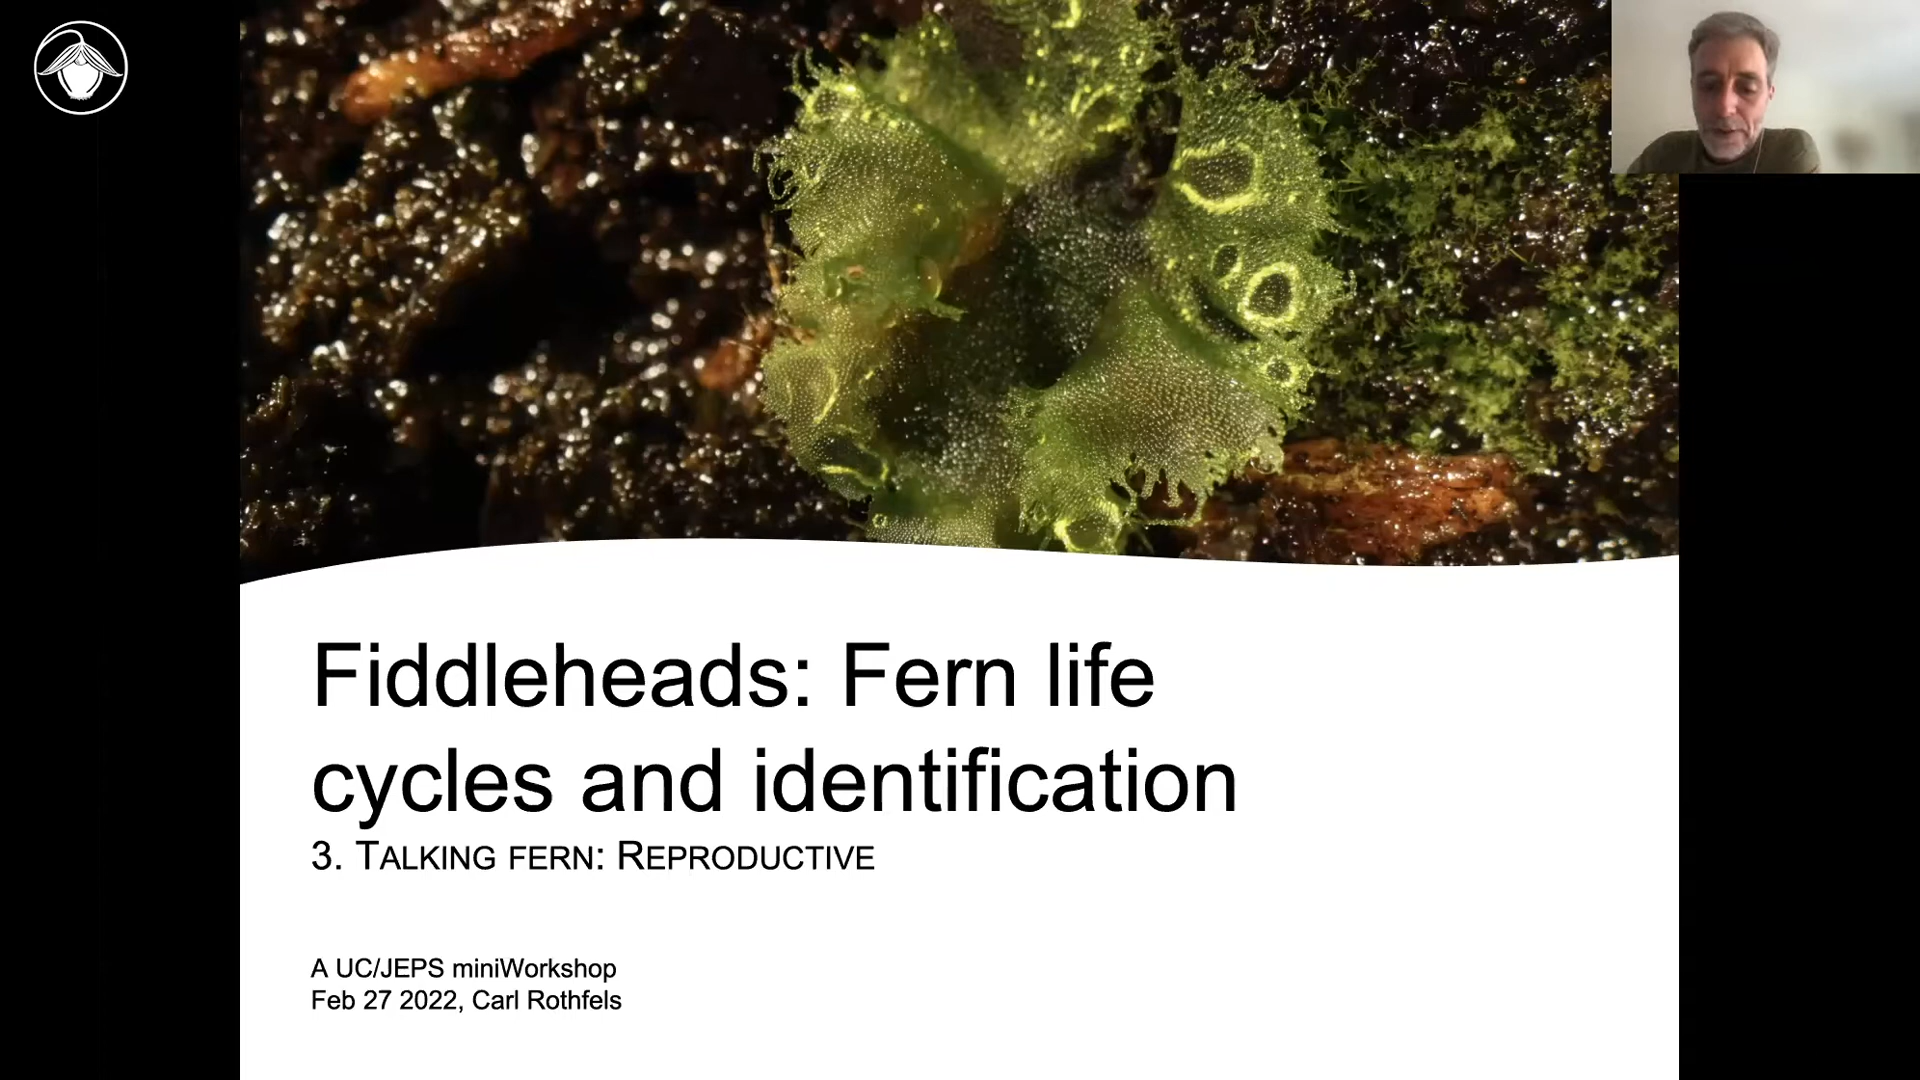 Fiddleheads: Fern life
cycles and identification
3. TALKING FERN: REPRODUCTIVE
A UC/JEPS miniWorkshop
Feb 27 2022, Carl Rothfels